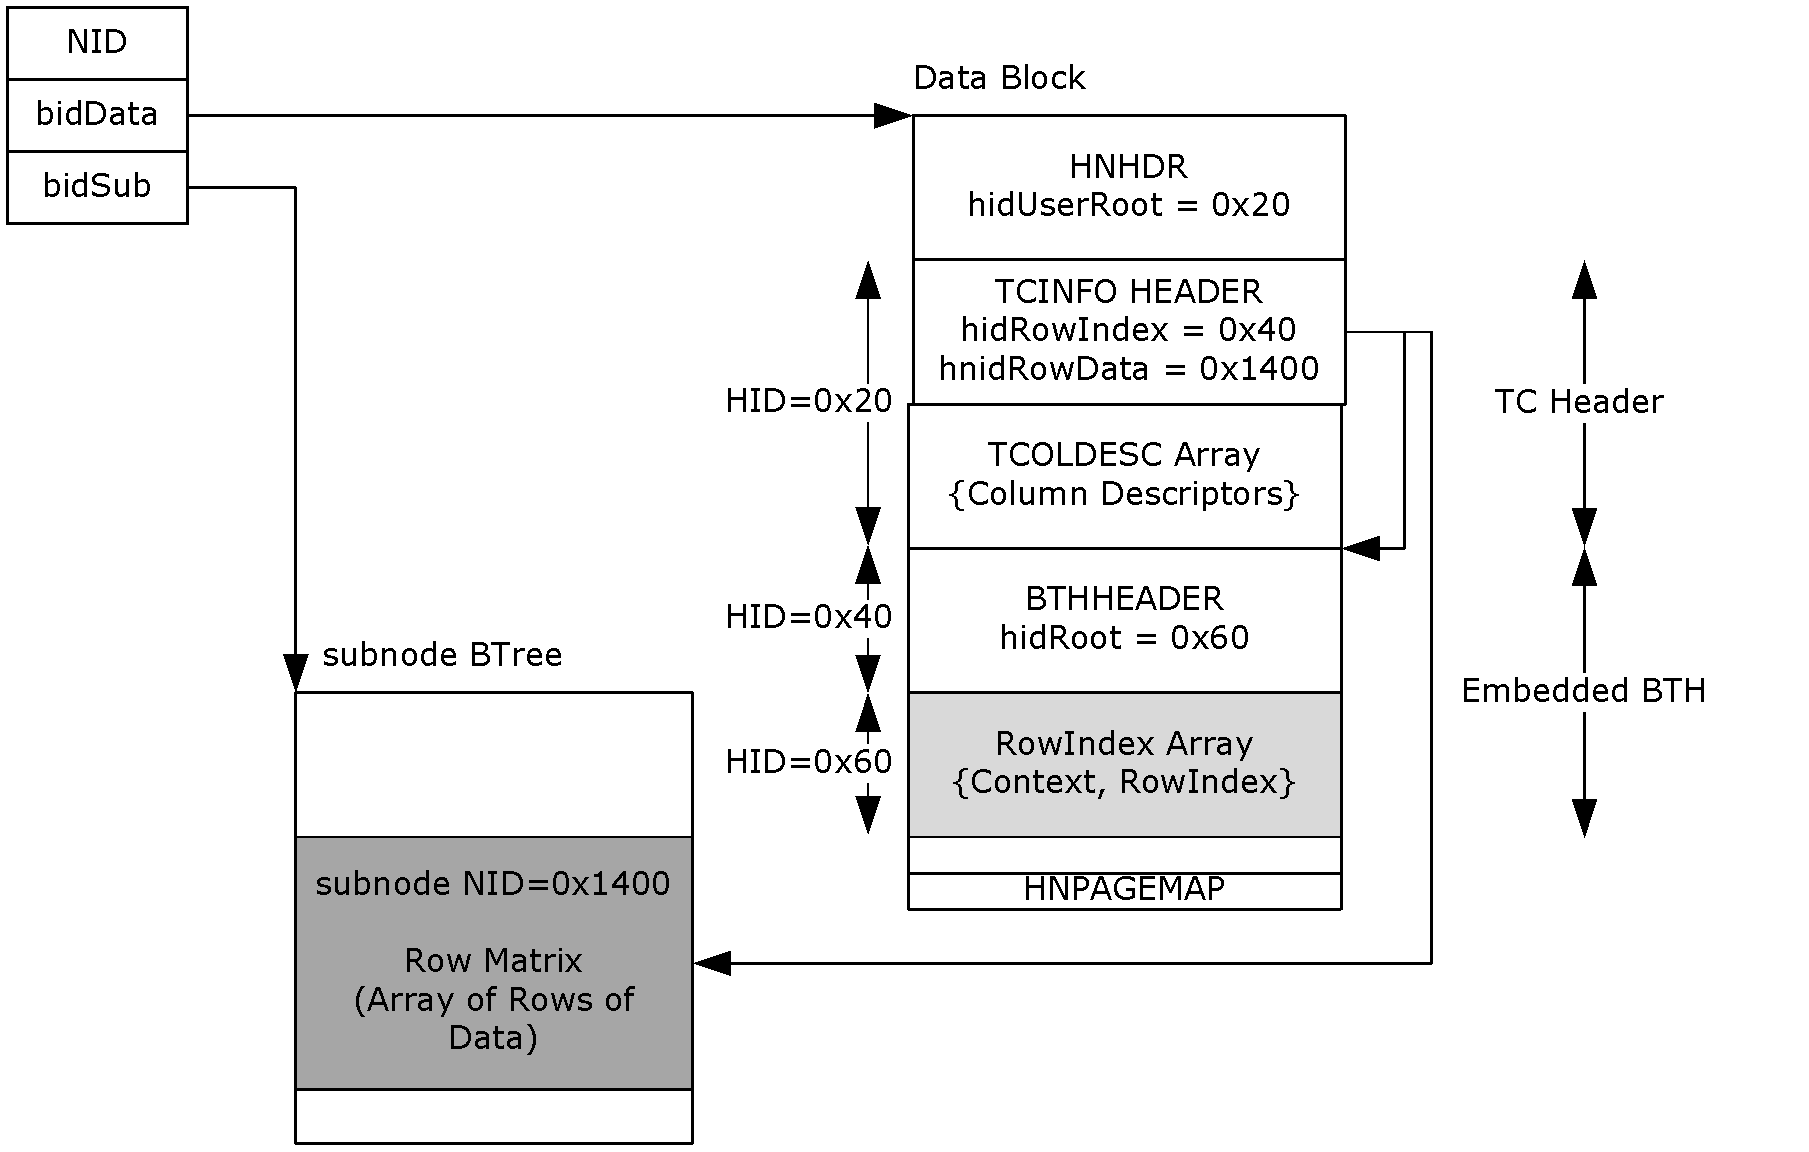 NID
bidData
bidSub
Data Block
HNHDR
hidUserRoot = 0x20
TCINFO HEADER
hidRowIndex = 0x40
hnidRowData = 0x1400
HID=0x20
TC Header
TCOLDESC Array
{Column Descriptors}
BTHHEADER
hidRoot = 0x60
HID=0x40
subnode BTree
Embedded BTH
RowIndex Array
{Context, RowIndex}
HID=0x60
HNPAGEMAP
subnode NID=0x1400
Row Matrix
(Array of Rows of
Data)